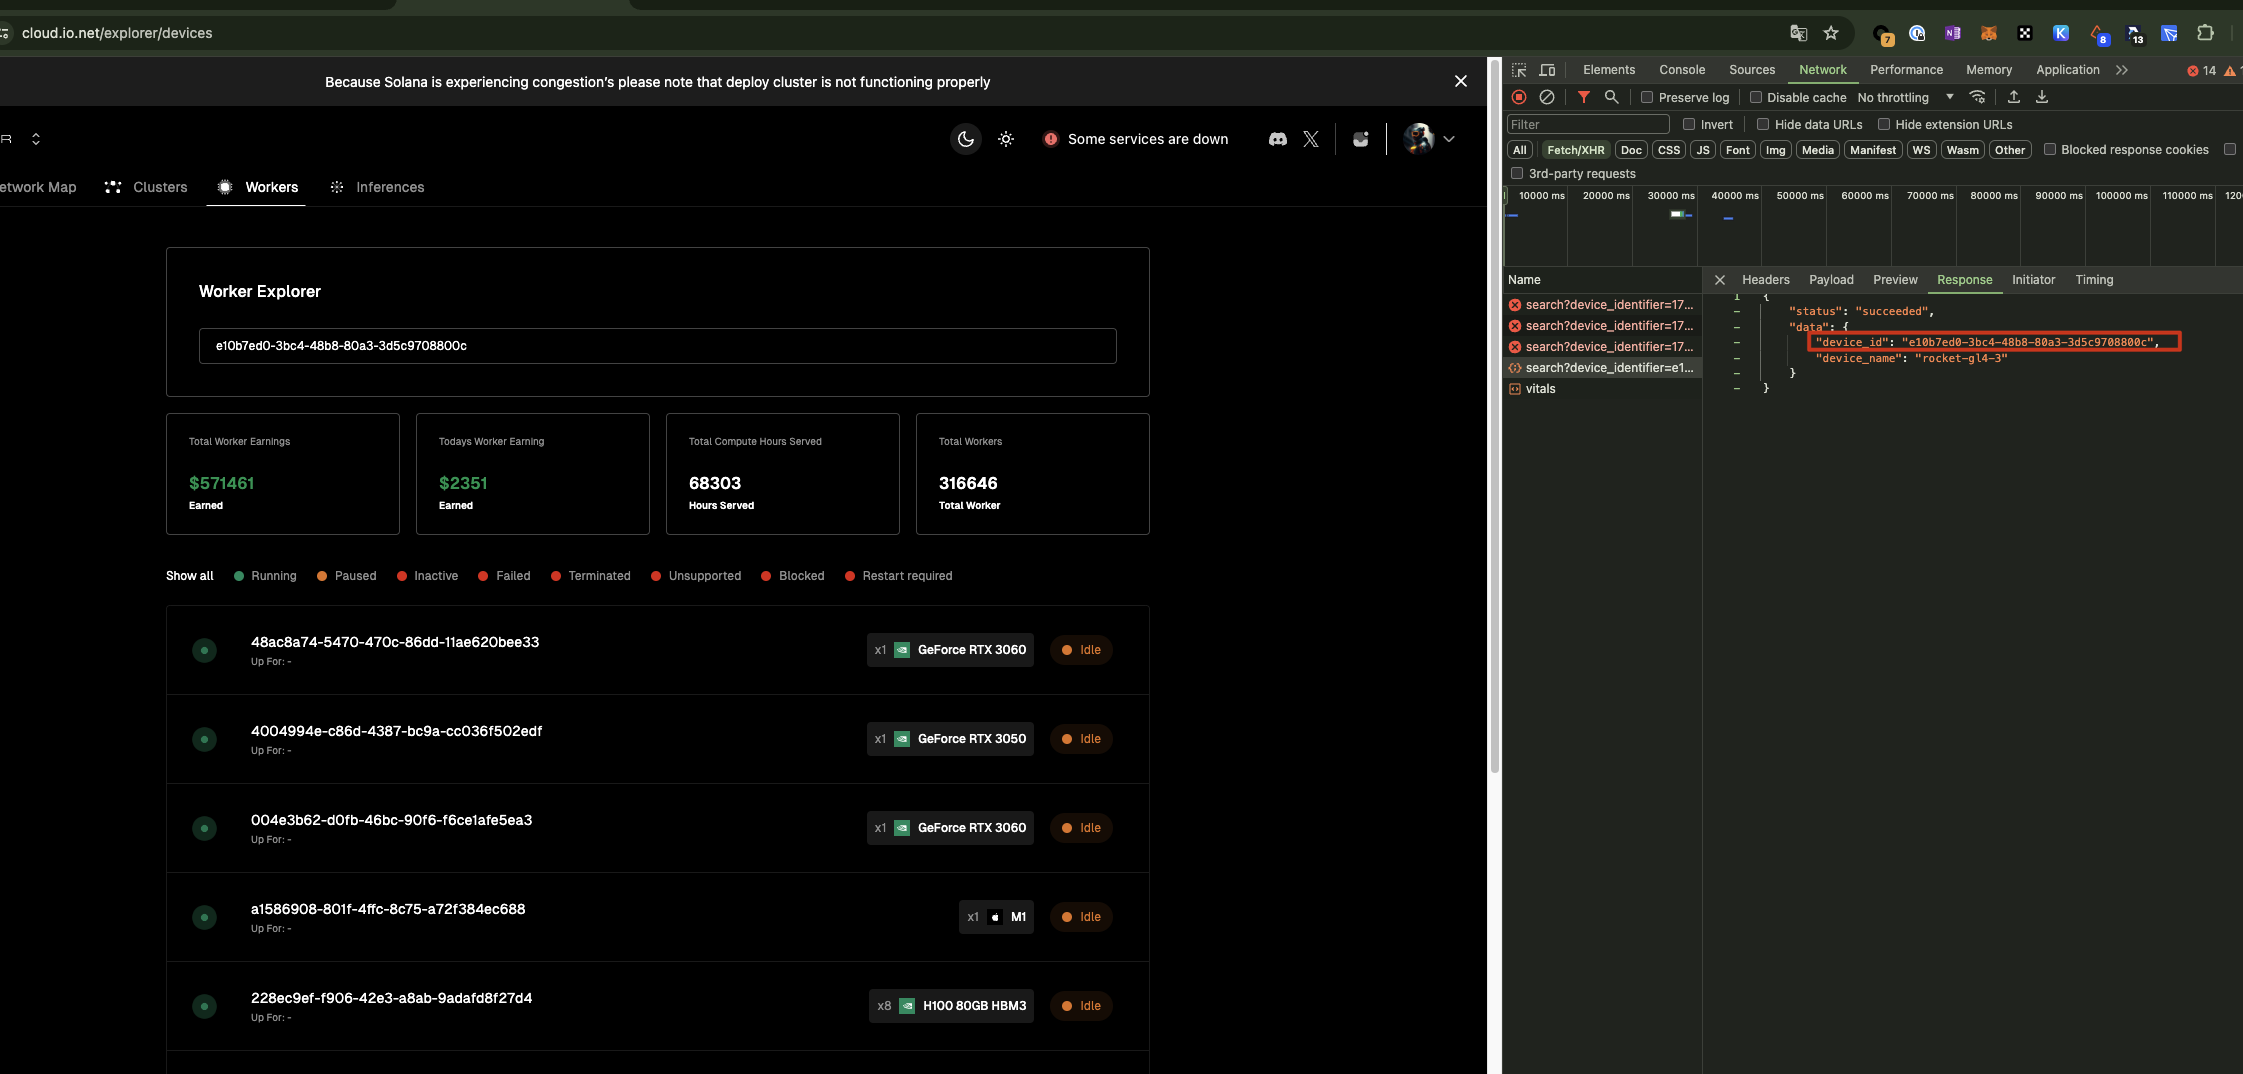 cloud.io.net/explorer/devices
7
8
13
Because Solana is experiencing congestion's please note that deploy cluster is not functioning properly
R
Some services are down
etwork Map
Clusters
Workers
Inferences
Worker Explorer
e10b7ed0-3bc4-48b8-80a3-3d5c9708800c
Total Worker Earnings
$571461
Earned
Todays Worker Earning
$2351
Earned
Total Compute Hours Served
68303
Hours Served
Total Workers
316646
Total Worker
Show all
Running
Paused
Inactive
Failed
Terminated
Unsupported
Blocked
Restart required
48ac8a74-5470-470c-86dd-11ae620bee33
Up For: -
x1 GeForce RTX 3060
Idle
4004994e-c86d-4387-bc9a-cc036f502edf
Up For: -
x1 GeForce RTX 3050
Idle
004e3b62-d0fb-46bc-90f6-f6ce1afe5ea3
Up For: -
x1 GeForce RTX 3060
Idle
a1586908-801f-4ffc-8c75-a72f384ec688
Up For: -
x1 M1
Idle
228ec9ef-f906-42e3-a8ab-9adafd8f27d4
Up For: -
x8 H100 80GB HBM3
Idle
Elements Console Sources Network Performance Memory Application 14
Preserve log Disable cache No throttling
Filter Invert Hide data URLs Hide extension URLs
All Fetch/XHR Doc CSS JS Font Img Media Manifest WS Wasm Other Blocked response cookies
3rd-party requests
10000 ms 20000 ms 30000 ms 40000 ms 50000 ms 60000 ms 70000 ms 80000 ms 90000 ms 100000 ms 110000 ms 120
Name
search?device_identifier=17...
search?device_identifier=17...
search?device_identifier=17...
search?device_identifier=e1...
vitals
Headers Payload Preview Response Initiator Timing
1 {
- "status": "succeeded",
- "data": {
- "device_id": "e10b7ed0-3bc4-48b8-80a3-3d5c9708800c",
- "device_name": "rocket-gl4-3"
- }
- }